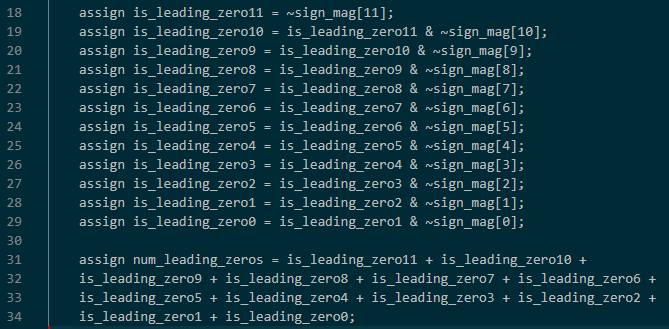 18 assign is_leading_zero11 = ~sign_mag[11];
19 assign is_leading_zero10 = is_leading_zero11 & ~sign_mag[10];
20 assign is_leading_zero9 = is_leading_zero10 & ~sign_mag[9];
21 assign is_leading_zero8 = is_leading_zero9 & ~sign_mag[8];
22 assign is_leading_zero7 = is_leading_zero8 & ~sign_mag[7];
23 assign is_leading_zero6 = is_leading_zero7 & ~sign_mag[6];
24 assign is_leading_zero5 = is_leading_zero6 & ~sign_mag[5];
25 assign is_leading_zero4 = is_leading_zero5 & ~sign_mag[4];
26 assign is_leading_zero3 = is_leading_zero4 & ~sign_mag[3];
27 assign is_leading_zero2 = is_leading_zero3 & ~sign_mag[2];
28 assign is_leading_zero1 = is_leading_zero2 & ~sign_mag[1];
29 assign is_leading_zero0 = is_leading_zero1 & ~sign_mag[0];
30
31 assign num_leading_zeros = is_leading_zero11 + is_leading_zero10 +
32 is_leading_zero9 + is_leading_zero8 + is_leading_zero7 + is_leading_zero6 +
33 is_leading_zero5 + is_leading_zero4 + is_leading_zero3 + is_leading_zero2 +
34 is_leading_zero1 + is_leading_zero0;